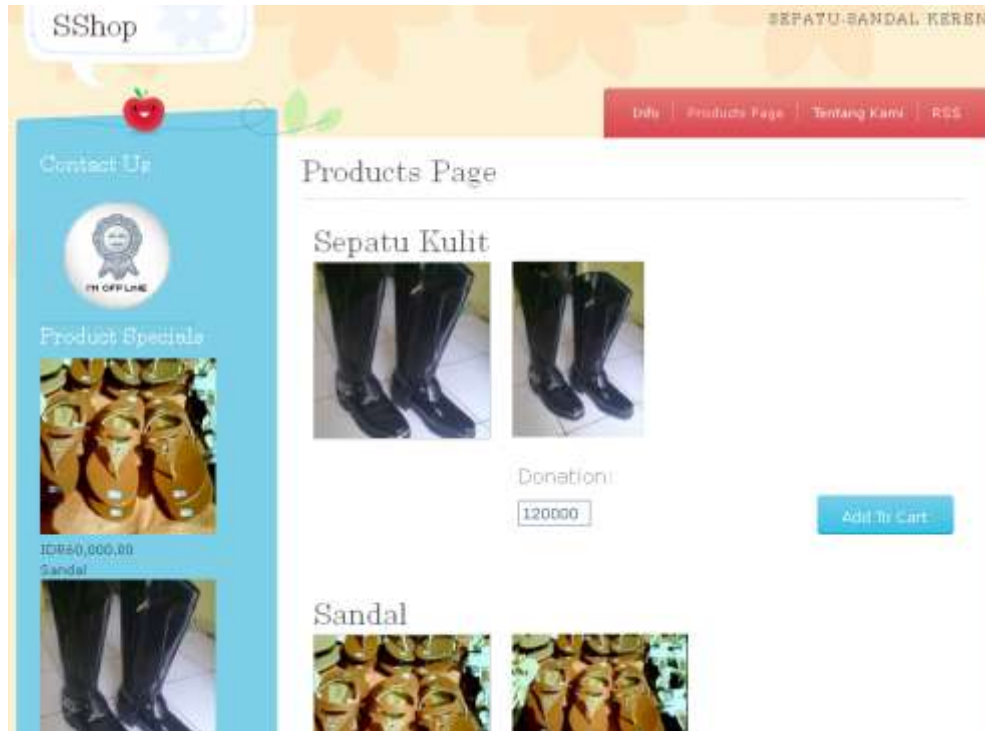 SShop
SEPATU-SANDAL KEREN
Info
Products Page
Tentang Kami
RSS
Contact Us
I'M OFFLINE
Product Specials
IDR60,000.00
Sandal
Products Page
Sepatu Kulit
Donation:
120000
Add To Cart
Sandal